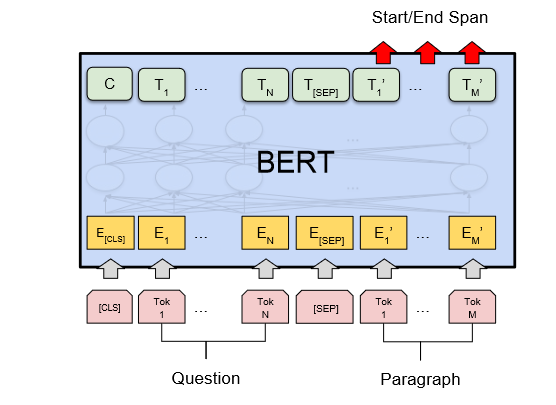 Start/End Span
C T1 ... TN T[SEP] T1’ ... TM’
...
BERT
...
E[CLS] E1 ... EN E[SEP] E1’ ... EM’
[CLS] Tok 1 ... Tok N [SEP] Tok 1 ... Tok M
Question Paragraph